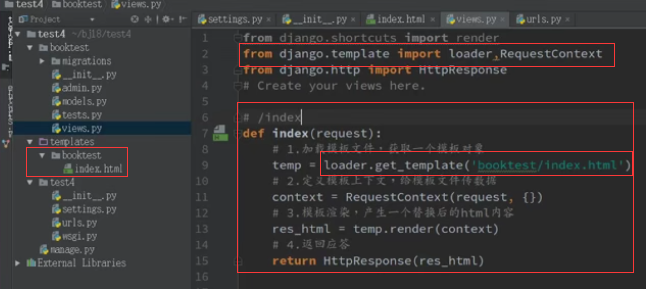 test4
booktest
views.py
Project
settings.py
__init__.py
index.html
views.py
urls.py
test4 ~/bj18/test4
booktest
migrations
__init__.py
admin.py
models.py
tests.py
views.py
templates
booktest
index.html
test4
__init__.py
settings.py
urls.py
wsgi.py
manage.py
External Libraries
1 from django.shortcuts import render
2 from django.template import loader,RequestContext
3 from django.http import HttpResponse
4 # Create your views here.
5
6 # /index
7 def index(request):
8 # 1.加载模板文件，获取一个模板对象
9 temp = loader.get_template('booktest/index.html')
10 # 2.定义模板上下文，给模板文件传数据
11 context = RequestContext(request, {})
12 # 3.模板渲染，产生一个替换后的html内容
13 res_html = temp.render(context)
14 # 4.返回应答
15 return HttpResponse(res_html)
16